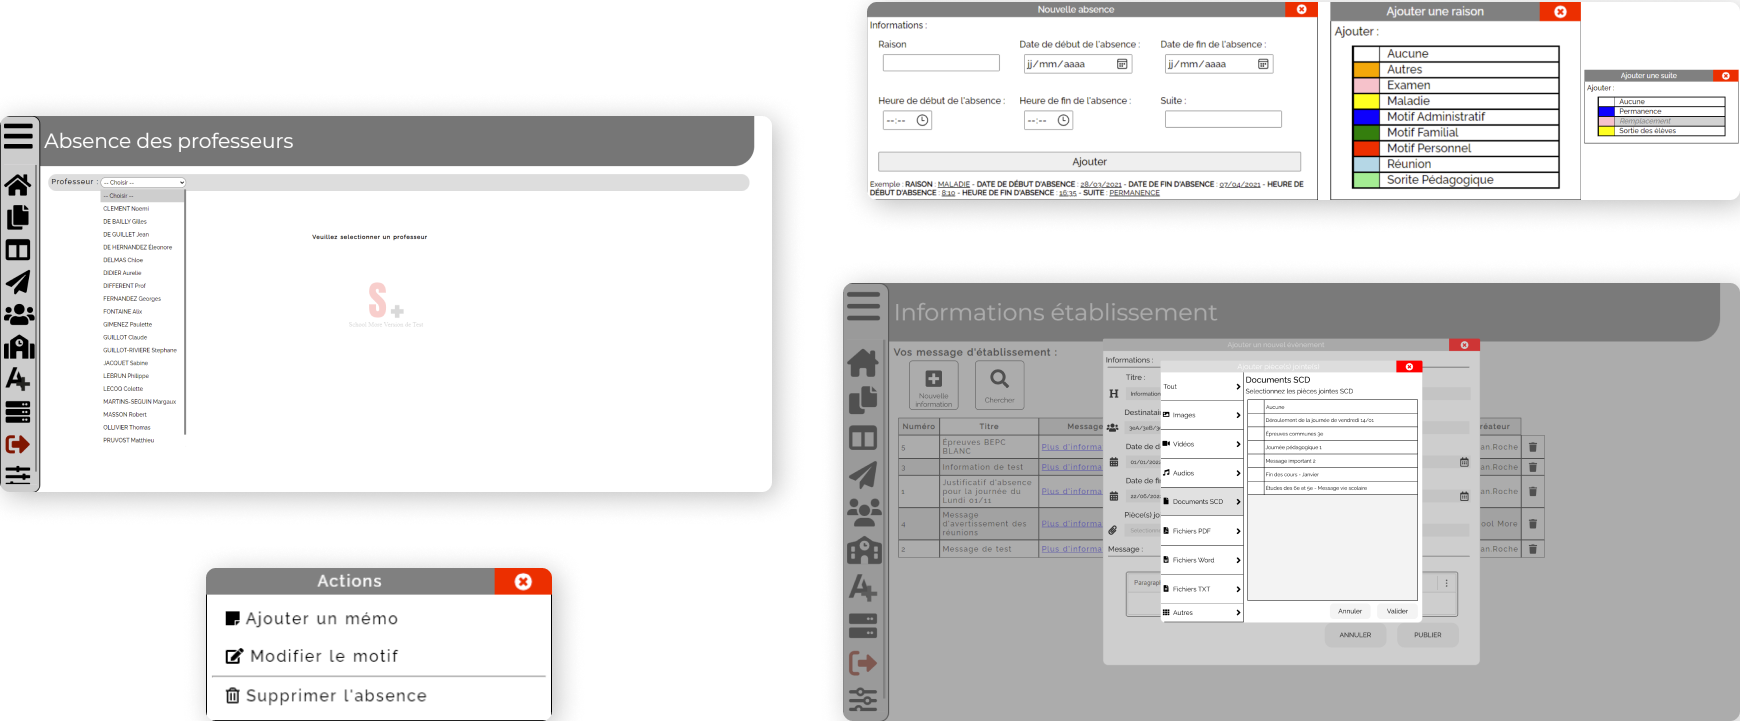 Absence des professeurs
Professeur :
-- Choisir --
-- Choisir --
CLEMENT Noemi
DE BAILLY Gilles
DE GUILLET Jean
DE HERNANDEZ Éleonore
DELMAS Chloe
DIDIER Aurelie
DIFFERENT Prof
FERNANDEZ Georges
FONTAINE Alix
GIMENEZ Paulette
GUILLOT Claude
GUILLOT-RIVIERE Stephane
JACQUET Sabine
LEBRUN Philippe
LECOQ Colette
MARTINS-SEGUIN Margaux
MASSON Robert
OLLIVIER Thomas
PRUVOST Matthieu
Veuillez selectionner un professeur
S+
Actions
Ajouter un mémo
Modifier le motif
Supprimer l'absence
Nouvelle absence
Informations :
Raison
Date de début de l'absence :
Date de fin de l'absence :
jj/mm/aaaa
jj/mm/aaaa
Heure de début de l'absence :
Heure de fin de l'absence :
Suite :
--:--
--:--
Ajouter
Exemple : RAISON : MALADIE - DATE DE DÉBUT D'ABSENCE : 28/01/2021 - DATE DE FIN D'ABSENCE : 07/04/2021 - HEURE DE
DÉBUT D'ABSENCE : 8:10 - HEURE DE FIN D'ABSENCE : 16:35 - SUITE : PERMANENCE
Ajouter une raison
Ajouter :
Aucune
Autres
Examen
Maladie
Motif Administratif
Motif Familial
Motif Personnel
Réunion
Sorite Pédagogique
Ajouter une suite
Ajouter :
Aucune
Permanence
Remplacement
Sortie des élèves
Informations établissement
Vos message d'établissement :
Nouvelle
information
Chercher
Numéro
Titre
Message
réateur
5
Épreuves BEPC
BLANC
Plus d'informa
an.Roche
3
Information de test
Plus d'informa
an.Roche
1
Justificatif d'absence
pour la journée du
Lundi 01/11
Plus d'informa
an.Roche
4
Message
d'avertissement des
réunions
Plus d'informa
ool More
2
Message de test
Plus d'informa
an.Roche
Ajouter un nouvel évènement
Informations :
Titre :
Information
Destinatai
3eA/3eB/3
Date de d
01/01/2022
Date de fi
22/06/202
Pièce(s) jo
Message :
Paragrap
ANNULER
PUBLIER
Tout
Images
Vidéos
Audios
Documents SCD
Fichiers PDF
Fichiers Word
Fichiers TXT
Autres
Documents SCD
Selectionnez les pièces jointes SCD
Aucune
Déroulement de la journée de vendredi 14/01
Épreuves communes 3e
Journée pédagogique 1
Message important 2
Fin des cours - Janvier
Etudes des 6e et 5e - Message vie scolaire
Annuler
Valider